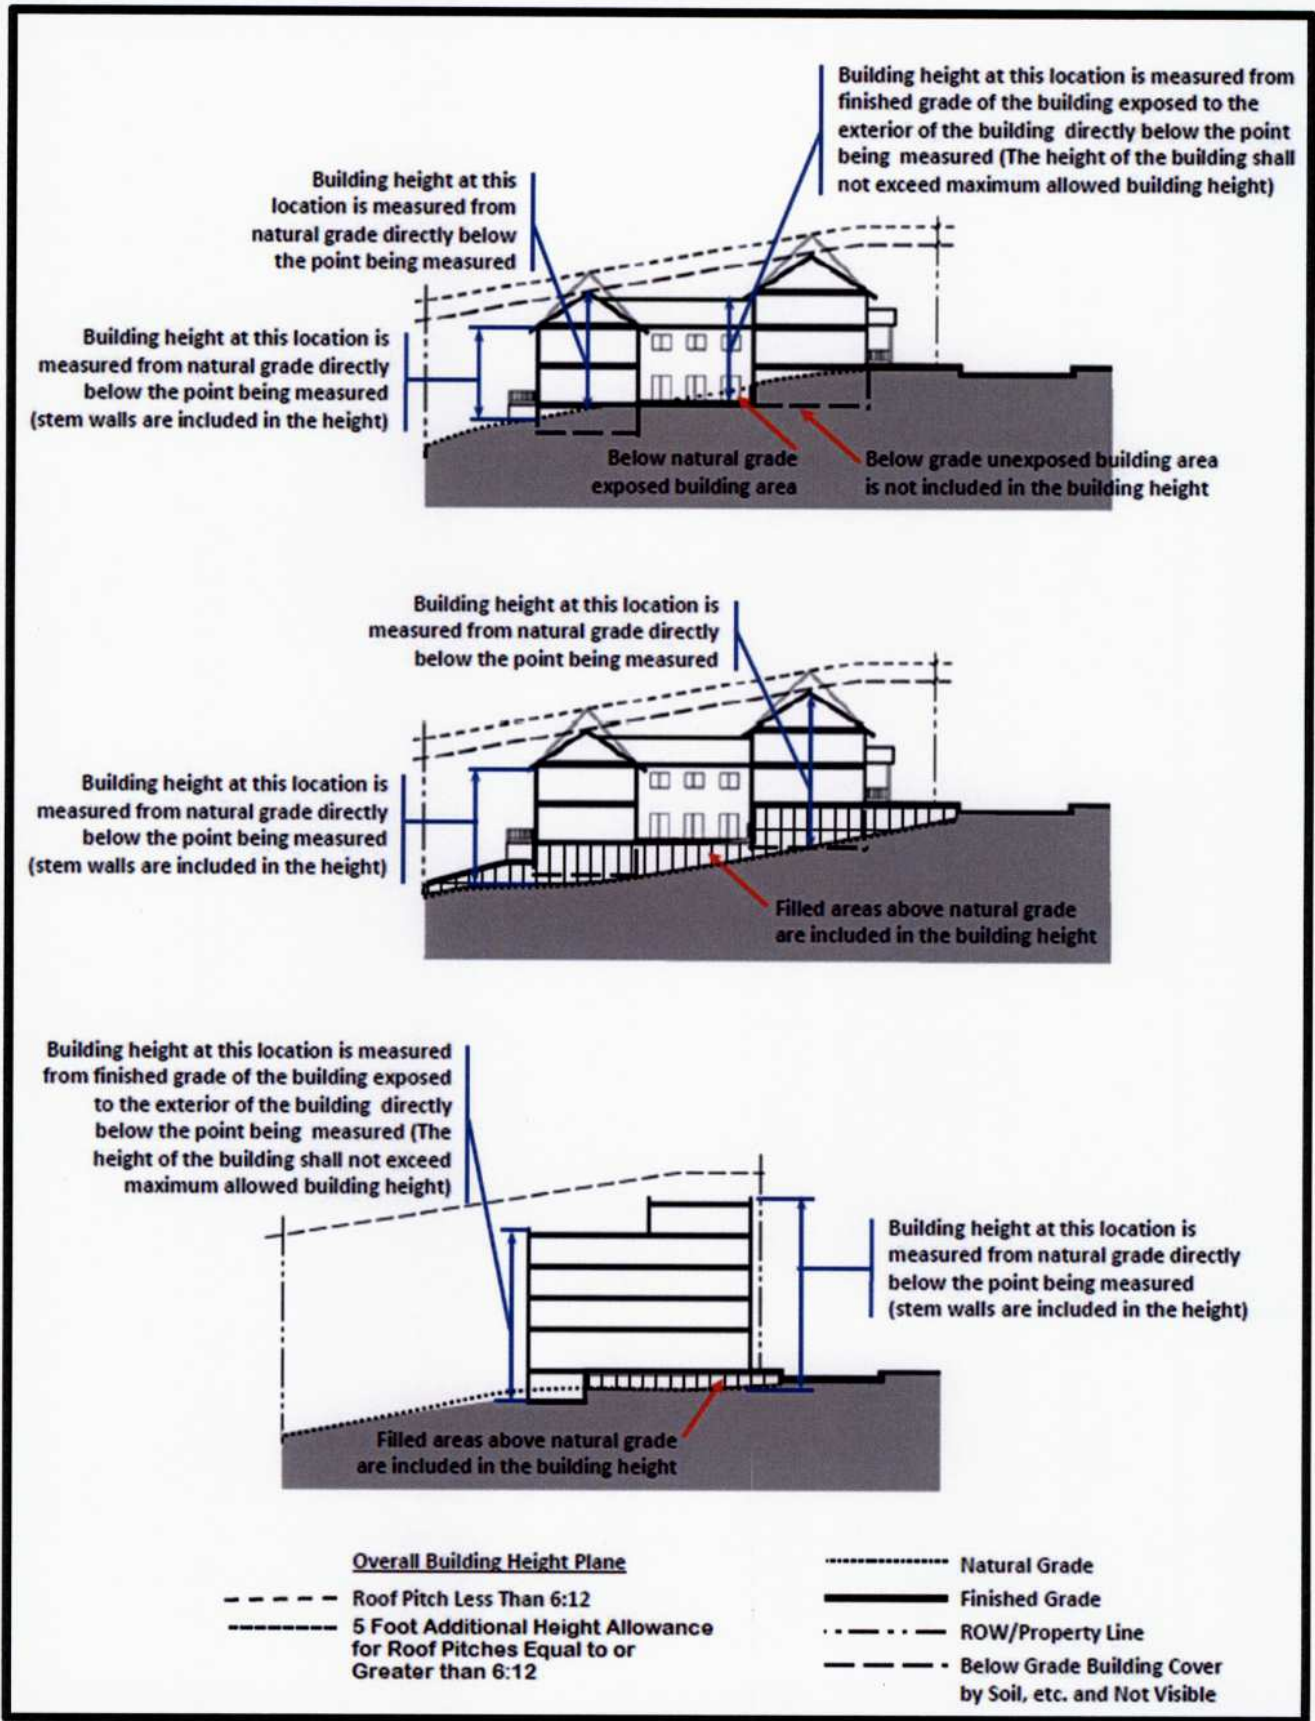 Building height at this location is measured from
finished grade of the building exposed to the
exterior of the building directly below the point
being measured (The height of the building shall
not exceed maximum allowed building height)
Building height at this
location is measured from
natural grade directly below
the point being measured
Building height at this location is
measured from natural grade directly
below the point being measured
(stem walls are included in the height)
Below natural grade
exposed building area
Below grade unexposed building area
is not included in the building height
Building height at this location is
measured from natural grade directly
below the point being measured
Building height at this location is
measured from natural grade directly
below the point being measured
(stem walls are included in the height)
Filled areas above natural grade
are included in the building height
Building height at this location is measured
from finished grade of the building exposed
to the exterior of the building directly
below the point being measured (The
height of the building shall not exceed
maximum allowed building height)
Building height at this location is
measured from natural grade directly
below the point being measured
(stem walls are included in the height)
Filled areas above natural grade
are included in the building height
Overall Building Height Plane
Roof Pitch Less Than 6:12
5 Foot Additional Height Allowance
for Roof Pitches Equal to or
Greater than 6:12
Natural Grade
Finished Grade
ROW/Property Line
Below Grade Building Cover
by Soil, etc. and Not Visible